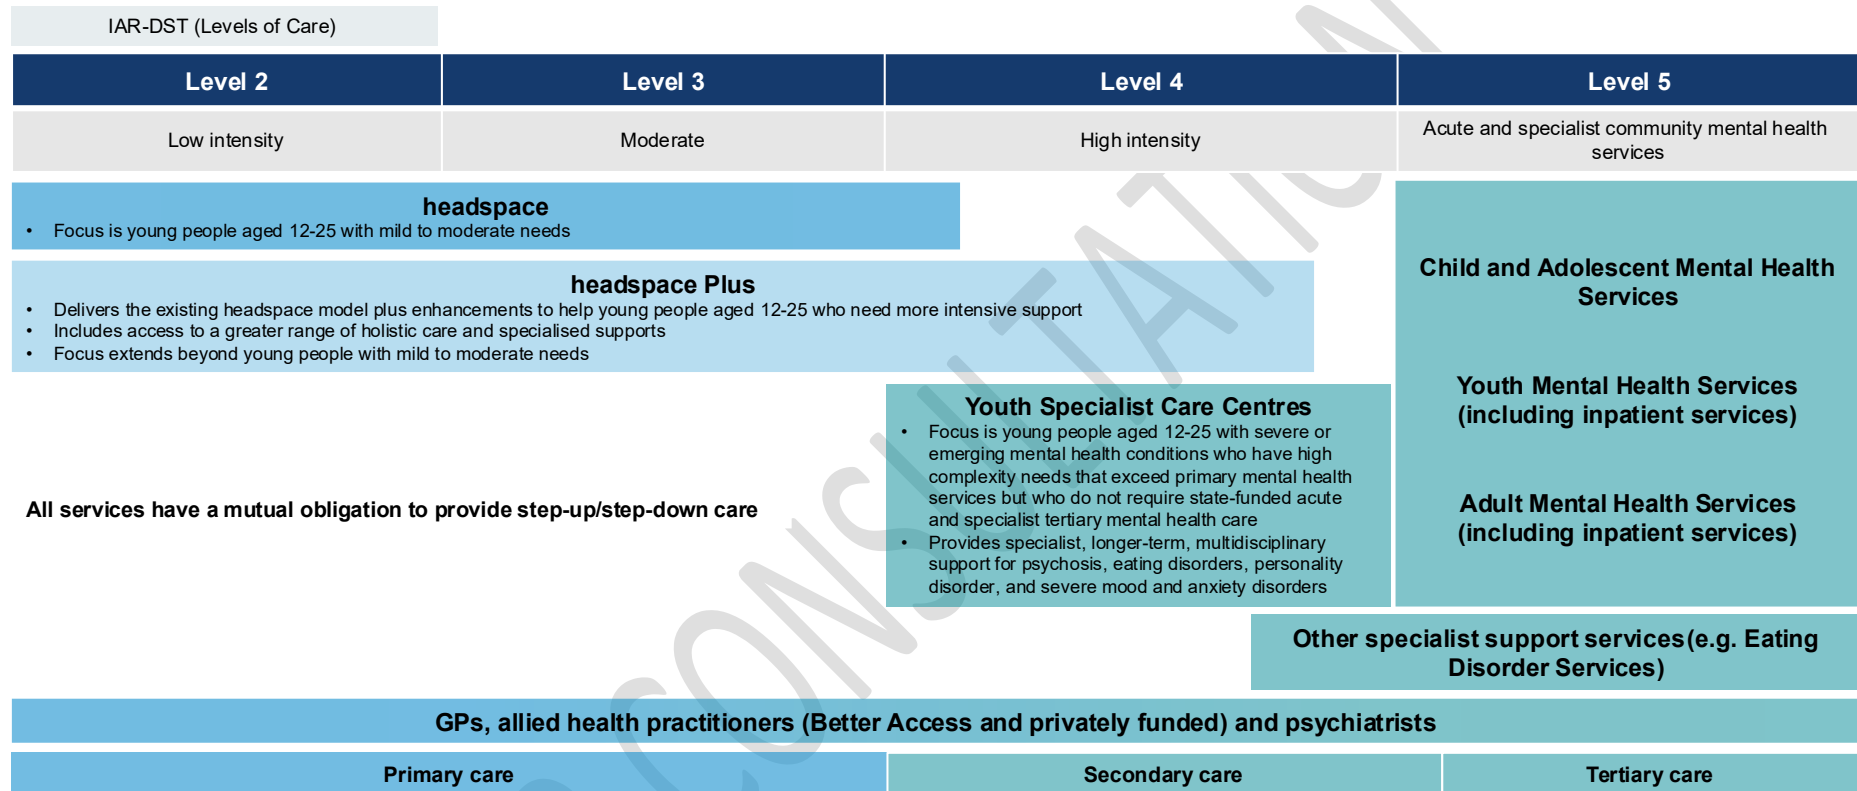 IAR-DST (Levels of Care)
Level 2
Level 3
Level 4
Level 5
Low intensity
Moderate
High intensity
Acute and specialist community mental health
services
headspace
• Focus is young people aged 12-25 with mild to moderate needs
headspace Plus
• Delivers the existing headspace model plus enhancements to help young people aged 12-25 who need more intensive support
• Includes access to a greater range of holistic care and specialised supports
• Focus extends beyond young people with mild to moderate needs
Child and Adolescent Mental Health
Services
Youth Mental Health Services
(including inpatient services)
Adult Mental Health Services
(including inpatient services)
Youth Specialist Care Centres
• Focus is young people aged 12-25 with severe or
emerging mental health conditions who have high
complexity needs that exceed primary mental health
services but who do not require state-funded acute
and specialist tertiary mental health care
• Provides specialist, longer-term, multidisciplinary
support for psychosis, eating disorders, personality
disorder, and severe mood and anxiety disorders
All services have a mutual obligation to provide step-up/step-down care
Other specialist support services(e.g. Eating
Disorder Services)
GPs, allied health practitioners (Better Access and privately funded) and psychiatrists
Primary care
Secondary care
Tertiary care
CONSULTATION